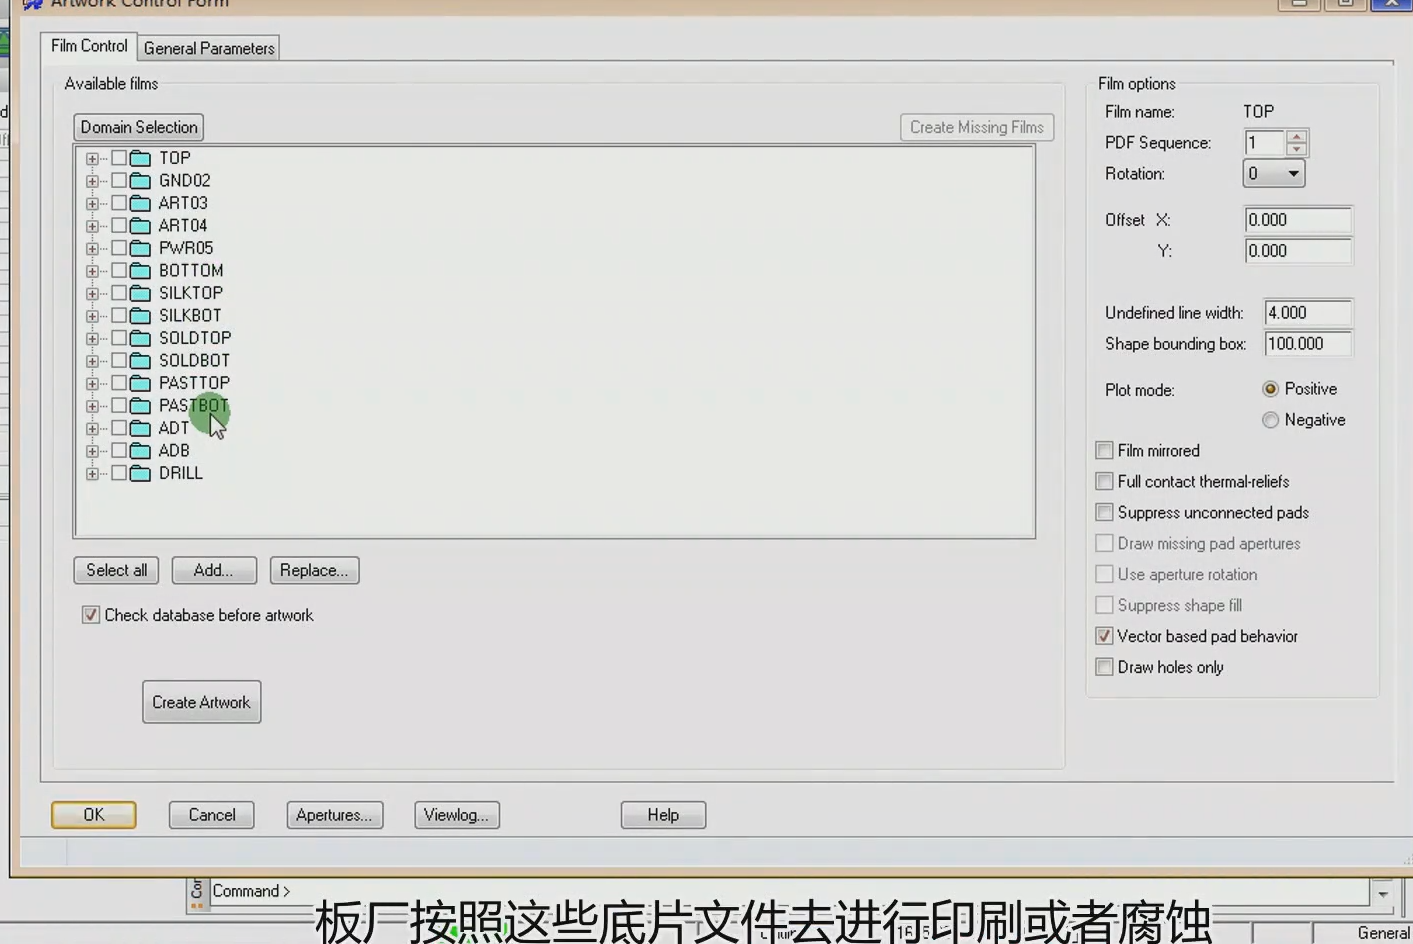 Artwork Control Form
Film Control
General Parameters
Available films
Domain Selection
Create Missing Films
TOP
GND02
ART03
ART04
PWR05
BOTTOM
SILKTOP
SILKBOT
SOLDTOP
SOLDBOT
PASTTOP
PASTBOT
ADT
ADB
DRILL
Select all
Add...
Replace...
Check database before artwork
Create Artwork
Film options
Film name: TOP
PDF Sequence: 1
Rotation: 0
Offset X: 0.000
Y: 0.000
Undefined line width: 4.000
Shape bounding box: 100.000
Plot mode: Positive
Negative
Film mirrored
Full contact thermal-reliefs
Suppress unconnected pads
Draw missing pad apertures
Use aperture rotation
Suppress shape fill
Vector based pad behavior
Draw holes only
OK
Cancel
Apertures...
Viewlog...
Help
Command >
板厂按照这些底片文件去进行印刷或者腐蚀
General